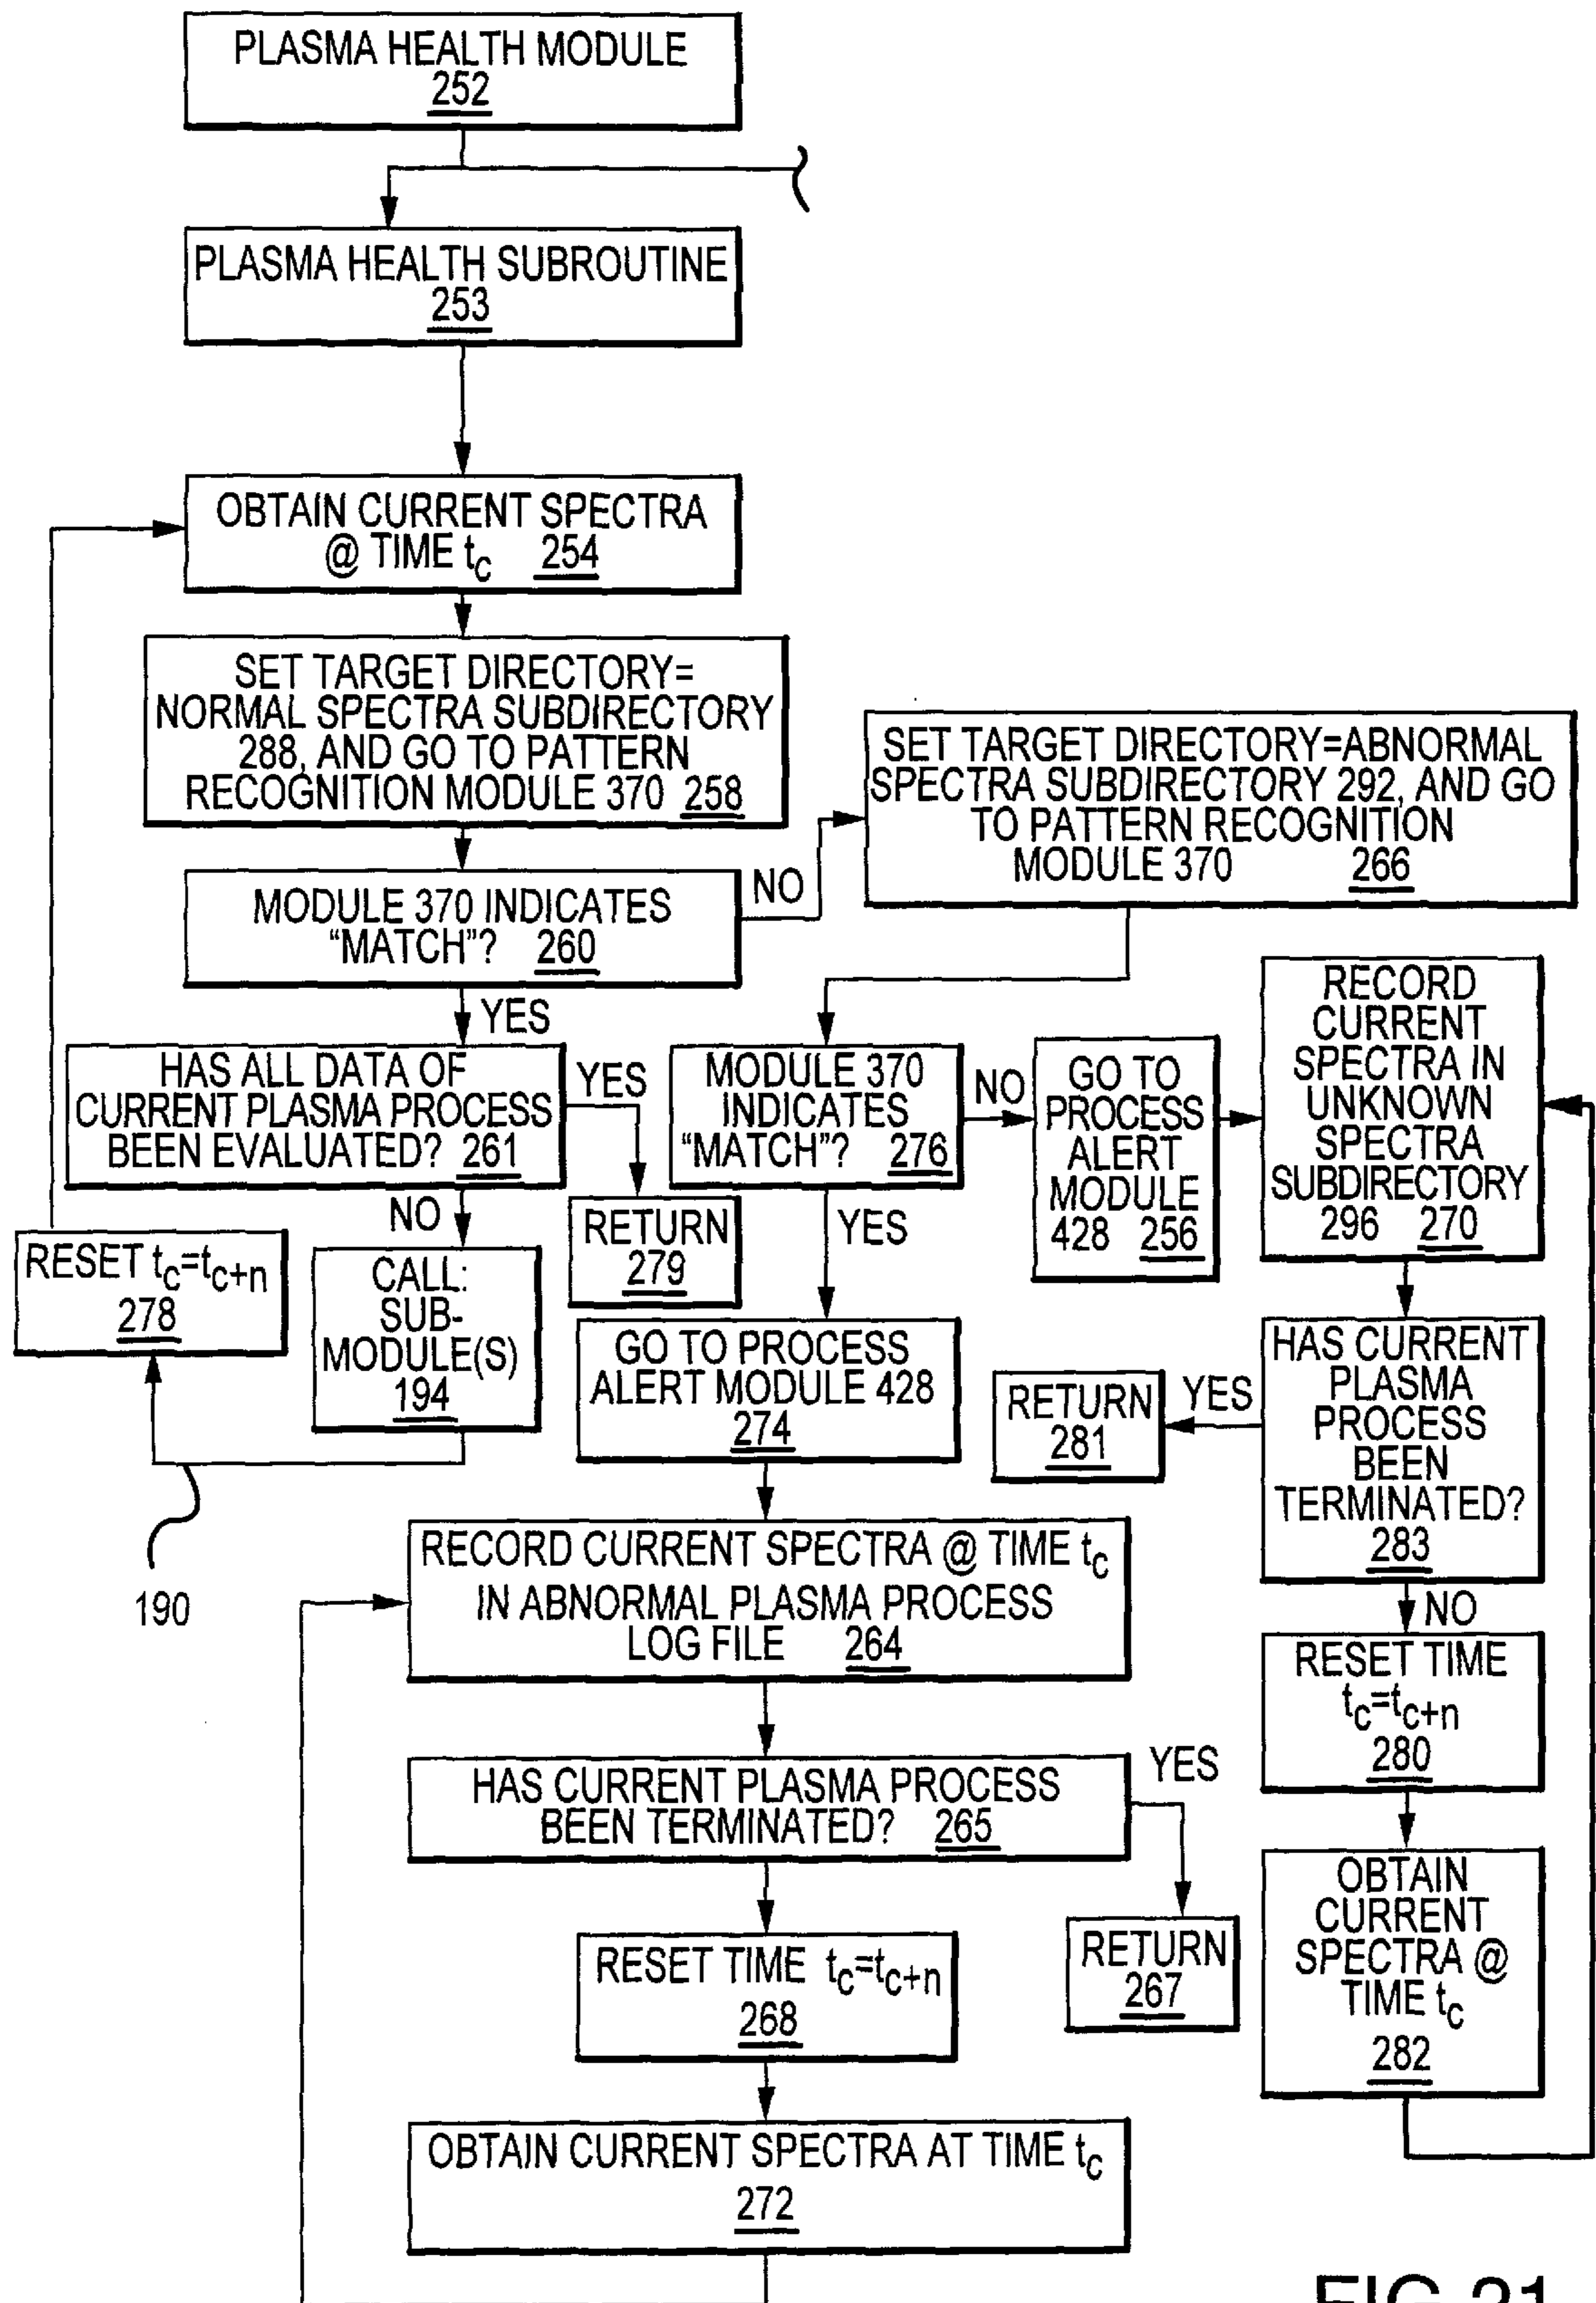 PLASMA HEALTH MODULE
252
PLASMA HEALTH SUBROUTINE
253
OBTAIN CURRENT SPECTRA
@ TIME tc 254
SET TARGET DIRECTORY=
NORMAL SPECTRA SUBDIRECTORY
288, AND GO TO PATTERN
RECOGNITION MODULE 370 258
MODULE 370 INDICATES
“MATCH”? 260
NO
SET TARGET DIRECTORY=ABNORMAL
SPECTRA SUBDIRECTORY 292, AND GO
TO PATTERN RECOGNITION
MODULE 370 266
YES
HAS ALL DATA OF
CURRENT PLASMA PROCESS
BEEN EVALUATED? 261
YES
RETURN
279
NO
CALL:
SUB-
MODULE(S)
194
RESET tc=tc+n
278
190
MODULE 370
INDICATES
“MATCH”? 276
NO
GO TO
PROCESS
ALERT
MODULE
428 256
RECORD
CURRENT
SPECTRA IN
UNKNOWN
SPECTRA
SUBDIRECTORY
296 270
YES
GO TO PROCESS
ALERT MODULE 428
274
HAS CURRENT
PLASMA
PROCESS
BEEN
TERMINATED?
283
YES
RETURN
281
NO
RESET TIME
tc=tc+n
280
OBTAIN
CURRENT
SPECTRA @
TIME tc
282
RECORD CURRENT SPECTRA @ TIME tc
IN ABNORMAL PLASMA PROCESS
LOG FILE 264
HAS CURRENT PLASMA PROCESS
BEEN TERMINATED? 265
YES
RETURN
267
RESET TIME tc=tc+n
268
OBTAIN CURRENT SPECTRA AT TIME tc
272
FIG.21